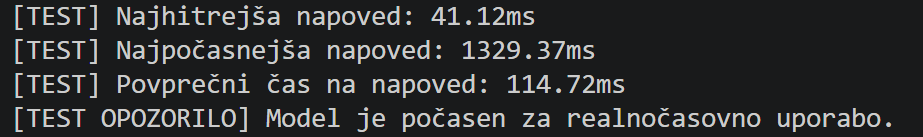 [TEST] Najhitrejša napoved: 41.12ms
[TEST] Najpočasnejša napoved: 1329.37ms
[TEST] Povprečni čas na napoved: 114.72ms
[TEST OPOZORILO] Model je počasen za realnočasovno uporabo.